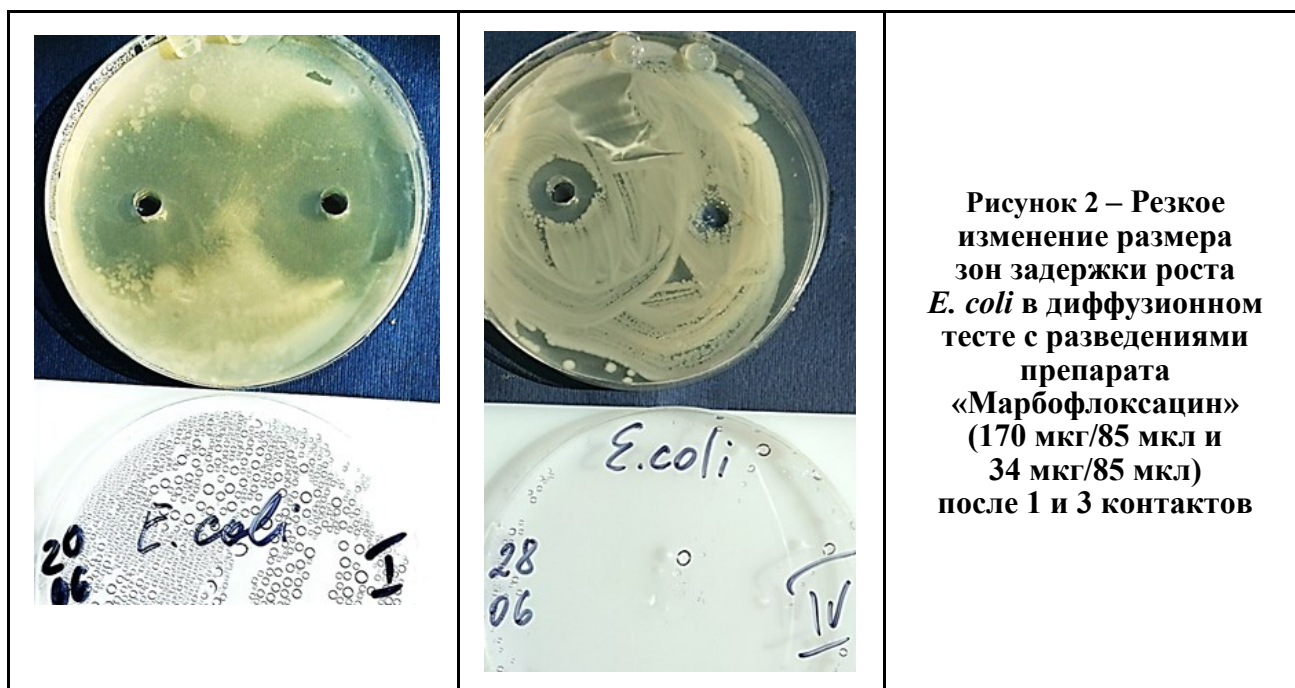 E. coli
20
06
I
E.coli
28
06
IV
Рисунок 2 – Резкое
изменение размера
зон задержки роста
E. coli в диффузионном
тесте с разведениями
препарата
«Марбофлоксацин»
(170 мкг/85 мкл и
34 мкг/85 мкл)
после 1 и 3 контактов